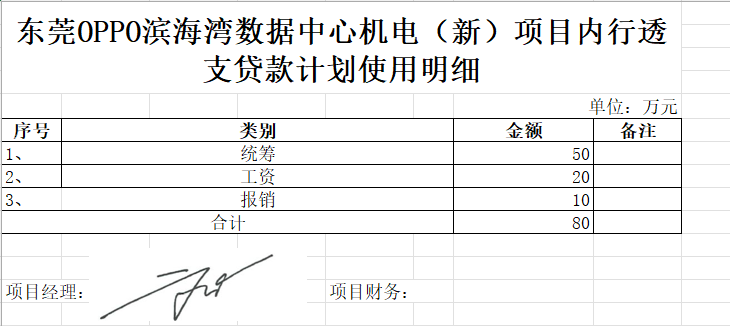 东莞OPPO滨海湾数据中心机电（新）项目内行透
支贷款计划使用明细
单位：万元
序号 类别 金额 备注
1、 统筹 50
2、 工资 20
3、 报销 10
合计 80
项目经理： 项目财务：